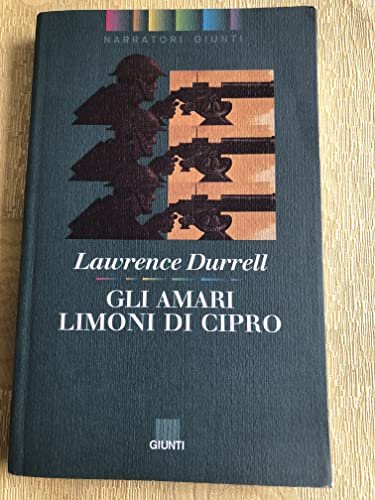 NARRATORI GIUNTI
Lawrence Durrell
GLI AMARI
LIMONI DI CIPRO
GIUNTI